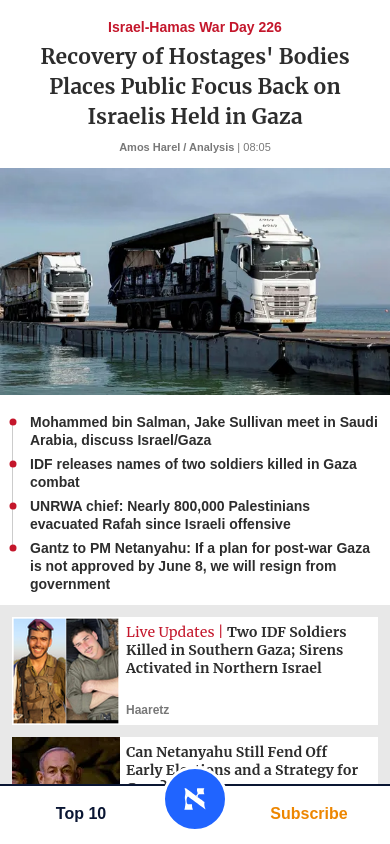 Israel-Hamas War Day 226
Recovery of Hostages' Bodies
Places Public Focus Back on
Israelis Held in Gaza
Amos Harel / Analysis | 08:05
Mohammed bin Salman, Jake Sullivan meet in Saudi
Arabia, discuss Israel/Gaza
IDF releases names of two soldiers killed in Gaza
combat
UNRWA chief: Nearly 800,000 Palestinians
evacuated Rafah since Israeli offensive
Gantz to PM Netanyahu: If a plan for post-war Gaza
is not approved by June 8, we will resign from
government
Live Updates | Two IDF Soldiers
Killed in Southern Gaza; Sirens
Activated in Northern Israel
Haaretz
Can Netanyahu Still Fend Off
Early Elections and a Strategy for
Top 10
Subscribe